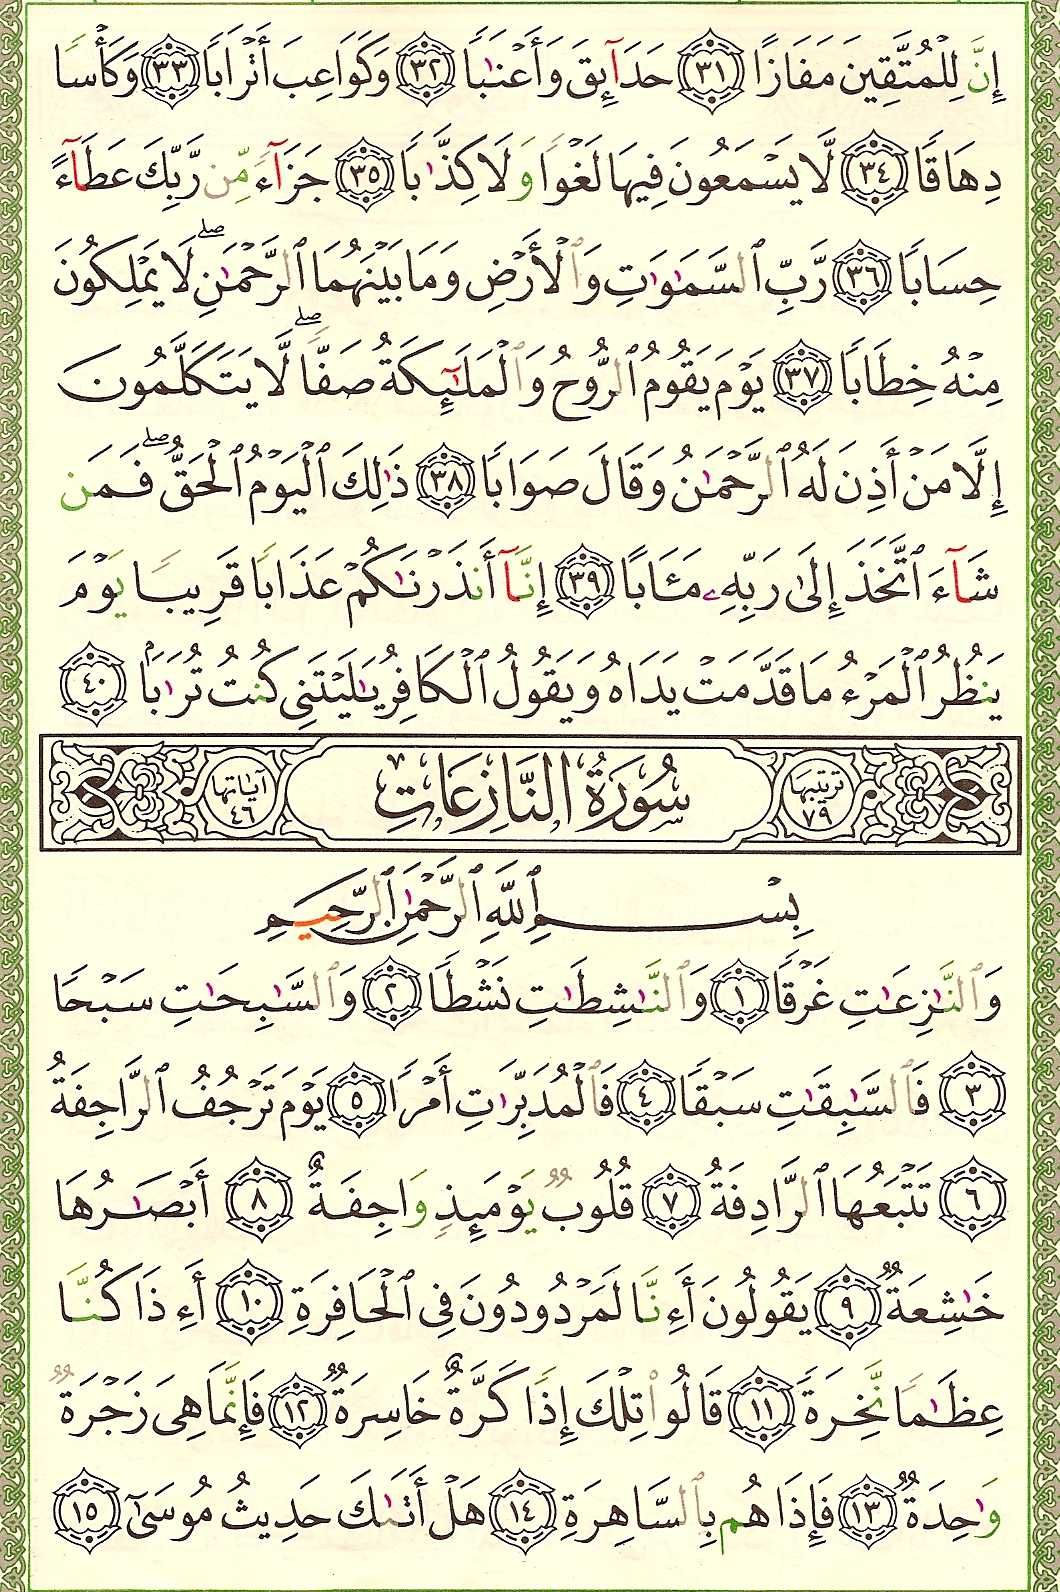 إِنَّ لِلْمُتَّقِينَ مَفَازًا ٣١ حَدَآئِقَ وَأَعْنَٰبًا ٣٢ وَكَوَاعِبَ أَتْرَابًا ٣٣ وَكَأْسًا
دِهَاقًا ٣٤ لَّا يَسْمَعُونَ فِيهَا لَغْوًا وَلَا كِذَّٰبًا ٣٥ جَزَآءً مِّن رَّبِّكَ عَطَآءً
حِسَابًا ٣٦ رَّبِّ ٱلسَّمَٰوَٰتِ وَٱلْأَرْضِ وَمَا بَيْنَهُمَا ٱلرَّحْمَٰنِ ۖ لَا يَمْلِكُونَ
مِنْهُ خِطَابًا ٣٧ يَوْمَ يَقُومُ ٱلرُّوحُ وَٱلْمَلَٰٓئِكَةُ صَفًّا ۖ لَّا يَتَكَلَّمُونَ
إِلَّا مَنْ أَذِنَ لَهُ ٱلرَّحْمَٰنُ وَقَالَ صَوَابًا ٣٨ ذَٰلِكَ ٱلْيَوْمُ ٱلْحَقُّ ۖ فَمَن
شَآءَ ٱتَّخَذَ إِلَىٰ رَبِّهِۦ مَـَٔابًا ٣٩ إِنَّآ أَنذَرْنَٰكُمْ عَذَابًا قَرِيبًا يَوْمَ
يَنظُرُ ٱلْمَرْءُ مَا قَدَّمَتْ يَدَاهُ وَيَقُولُ ٱلْكَافِرُ يَٰلَيْتَنِى كُنتُ تُرَٰبًۢا ٤٠
ترتيبها ٧٩ سُورَةُ النَّازِعَاتِ آياتها ٤٦
بِسْمِ ٱللَّهِ ٱلرَّحْمَٰنِ ٱلرَّحِيمِ
وَٱلنَّٰزِعَٰتِ غَرْقًا ١ وَٱلنَّٰشِطَٰتِ نَشْطًا ٢ وَٱلسَّٰبِحَٰتِ سَبْحًا
٣ فَٱلسَّٰبِقَٰتِ سَبْقًا ٤ فَٱلْمُدَبِّرَٰتِ أَمْرًا ٥ يَوْمَ تَرْجُفُ ٱلرَّاجِفَةُ
٦ تَتْبَعُهَا ٱلرَّادِفَةُ ٧ قُلُوبٌ يَوْمَئِذٍ وَاجِفَةٌ ٨ أَبْصَٰرُهَا
خَٰشِعَةٌ ٩ يَقُولُونَ أَءِنَّا لَمَرْدُودُونَ فِى ٱلْحَافِرَةِ ١٠ أَءِذَا كُنَّا
عِظَٰمًا نَّخِرَةً ١١ قَالُوا۟ تِلْكَ إِذًا كَرَّةٌ خَاسِرَةٌ ١٢ فَإِنَّمَا هِىَ زَجْرَةٌ
وَٰحِدَةٌ ١٣ فَإِذَا هُم بِٱلسَّاهِرَةِ ١٤ هَلْ أَتَىٰكَ حَدِيثُ مُوسَىٰٓ ١٥